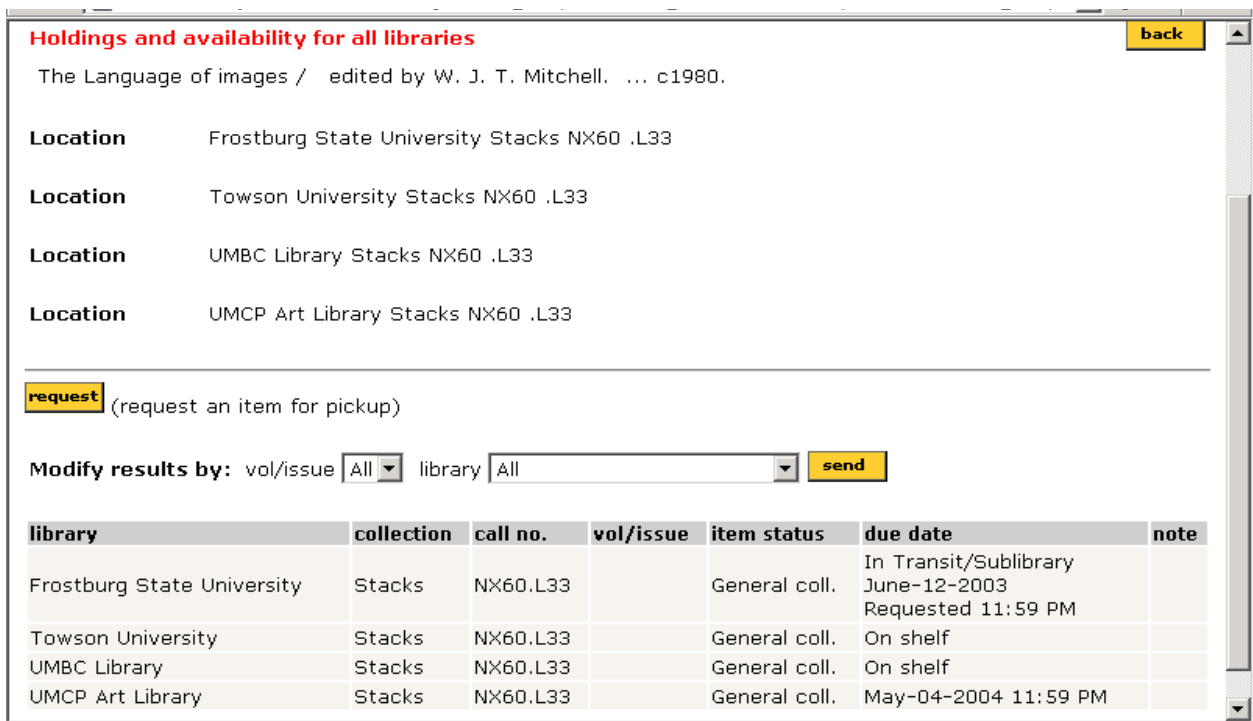 Holdings and availability for all libraries back
The Language of images / edited by W. J. T. Mitchell. ... c1980.
Location Frostburg State University Stacks NX60 .L33
Location Towson University Stacks NX60 .L33
Location UMBC Library Stacks NX60 .L33
Location UMCP Art Library Stacks NX60 .L33
request (request an item for pickup)
Modify results by: vol/issue All library All send
library collection call no. vol/issue item status due date note
Frostburg State University Stacks NX60.L33 General coll. In Transit/Sublibrary
June-12-2003
Requested 11:59 PM
Towson University Stacks NX60.L33 General coll. On shelf
UMBC Library Stacks NX60.L33 General coll. On shelf
UMCP Art Library Stacks NX60.L33 General coll. May-04-2004 11:59 PM